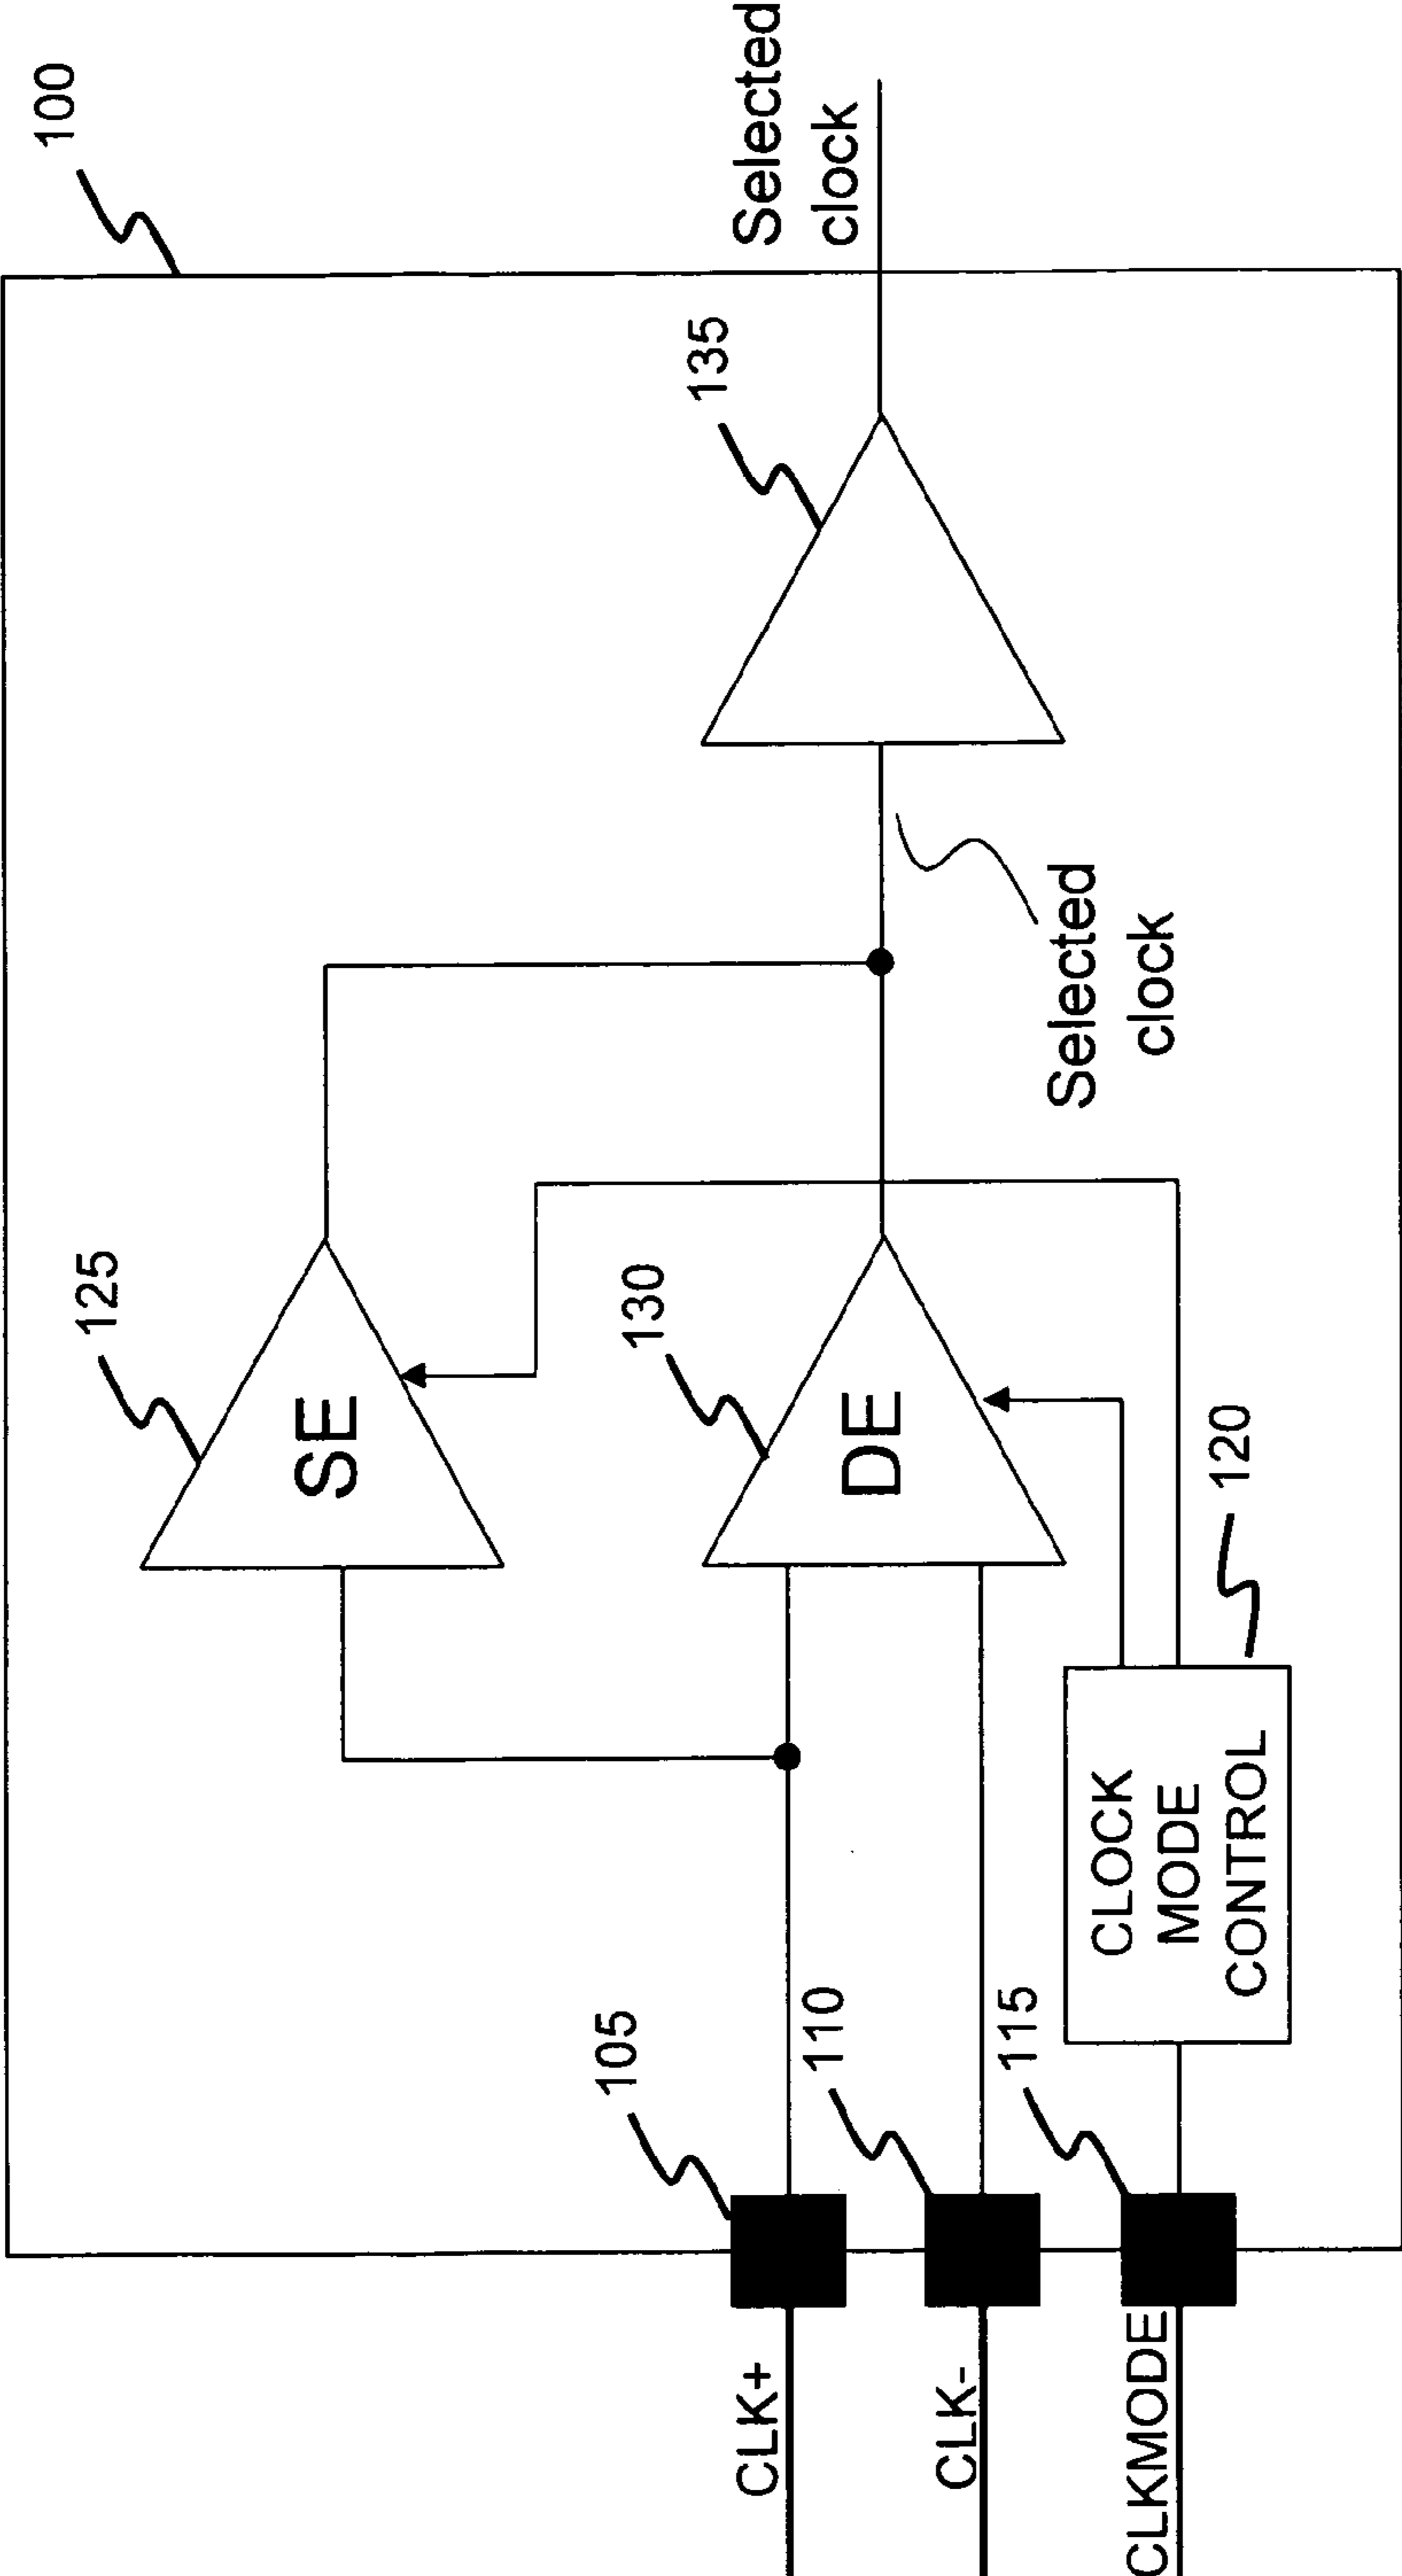 100
Selected
clock
135
Selected
clock
125
SE
130
DE
120
CLOCK
MODE
CONTROL
105
110
115
CLK+
CLK-
CLKMODE